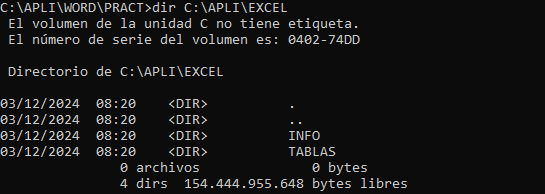 C:\APLI\WORD\PRACT>dir C:\APLI\EXCEL
El volumen de la unidad C no tiene etiqueta.
El número de serie del volumen es: 0402-74DD
Directorio de C:\APLI\EXCEL
03/12/2024  08:20    <DIR>          .
03/12/2024  08:20    <DIR>          ..
03/12/2024  08:20    <DIR>          INFO
03/12/2024  08:20    <DIR>          TABLAS
0 archivos              0 bytes
4 dirs  154.444.955.648 bytes libres